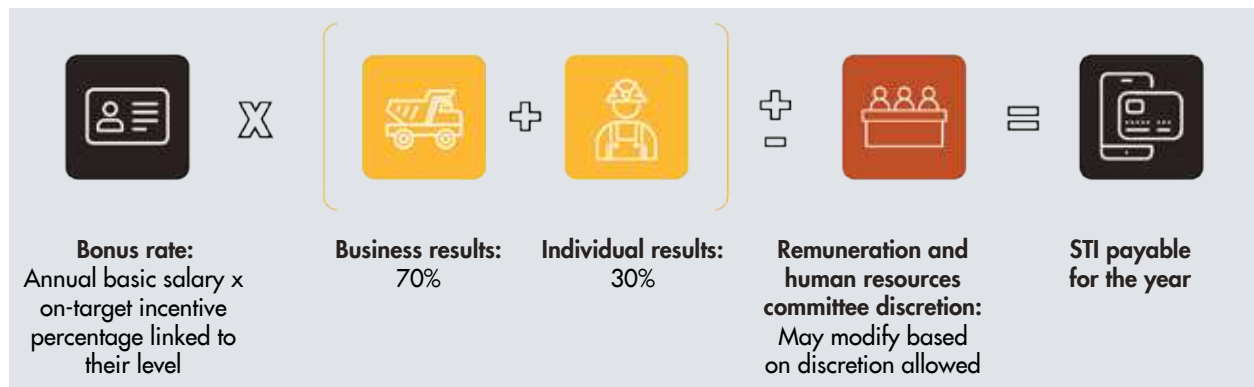 X
+
+
-
=
Bonus rate:
Annual basic salary x
on-target incentive
percentage linked to
their level
Business results:
70%
Individual results:
30%
Remuneration and
human resources
committee discretion:
May modify based
on discretion allowed
STI payable
for the year